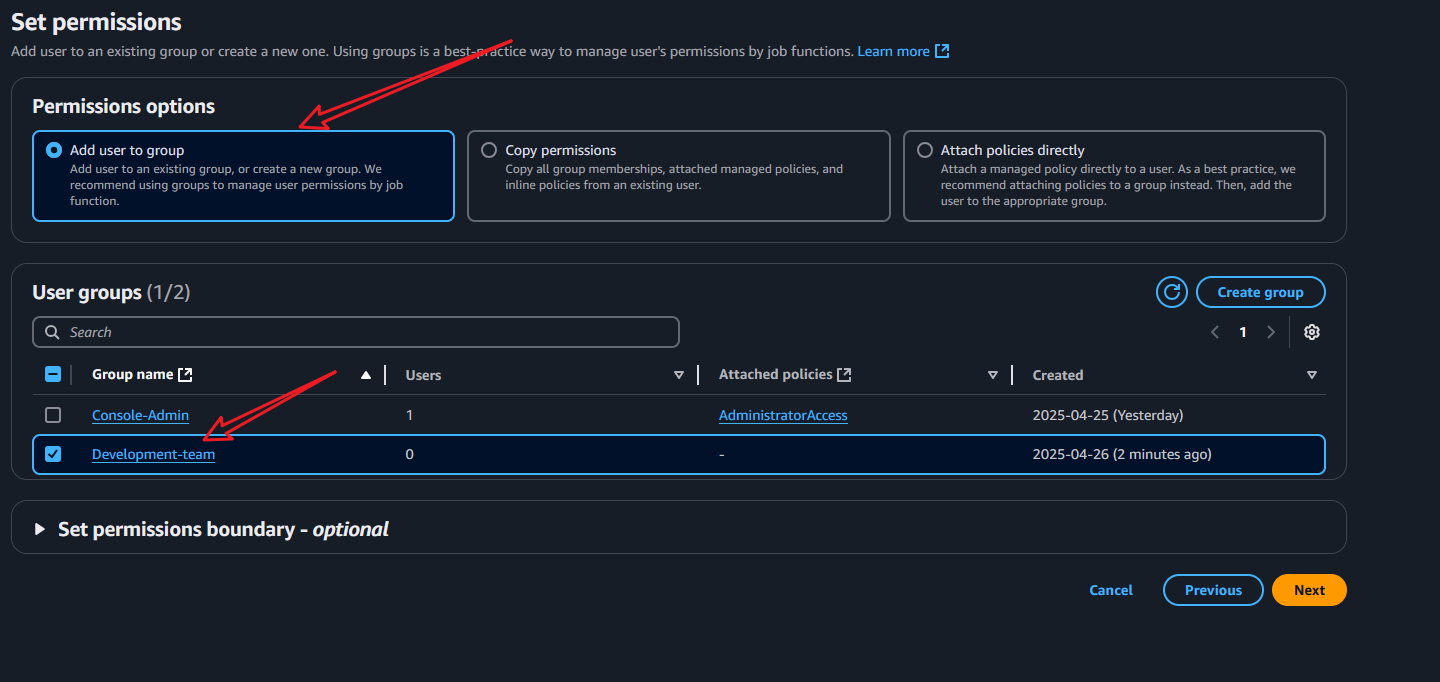 Set permissions
Add user to an existing group or create a new one. Using groups is a best-practice way to manage user's permissions by job functions. Learn more
Permissions options
Add user to group
Add user to an existing group, or create a new group. We
recommend using groups to manage user permissions by job
function.
Copy permissions
Copy all group memberships, attached managed policies, and
inline policies from an existing user.
Attach policies directly
Attach a managed policy directly to a user. As a best practice, we
recommend attaching policies to a group instead. Then, add the
user to the appropriate group.
User groups (1/2)
Create group
Search
1
Group name Users Attached policies Created
Console-Admin 1 AdministratorAccess 2025-04-25 (Yesterday)
Development-team 0 - 2025-04-26 (2 minutes ago)
Set permissions boundary - optional
Cancel Previous Next